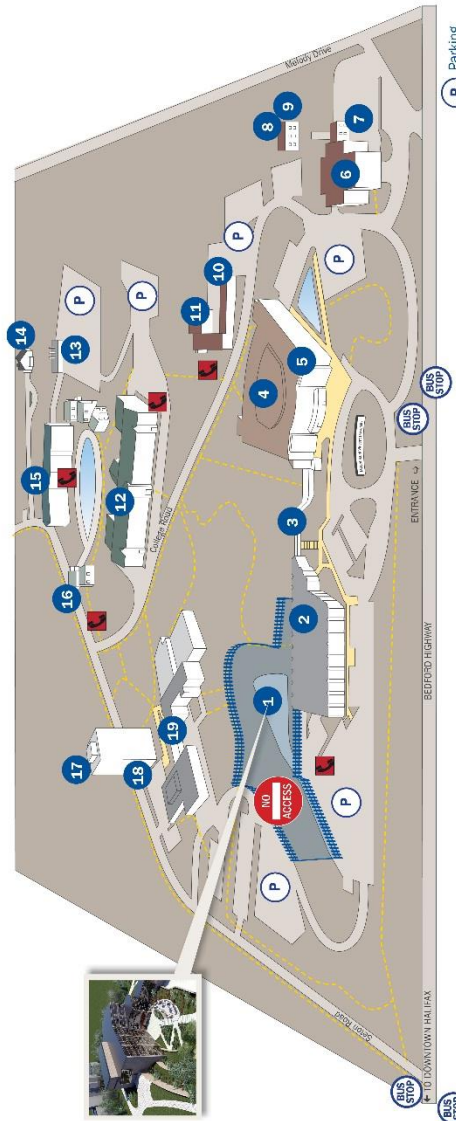 14
13
P
15
16
12
P
College Road
11
10
P
8
9
Melody Drive
17
18
19
4
5
3
P
6
7
2
1
NO
ACCESS
P
P
Seton Road
BUS
STOP
BUS
STOP
ENTRANCE
BEDFORD HIGHWAY
← TO DOWNTOWN HALIFAX
BUS
STOP
BUS
STOP
P Parking